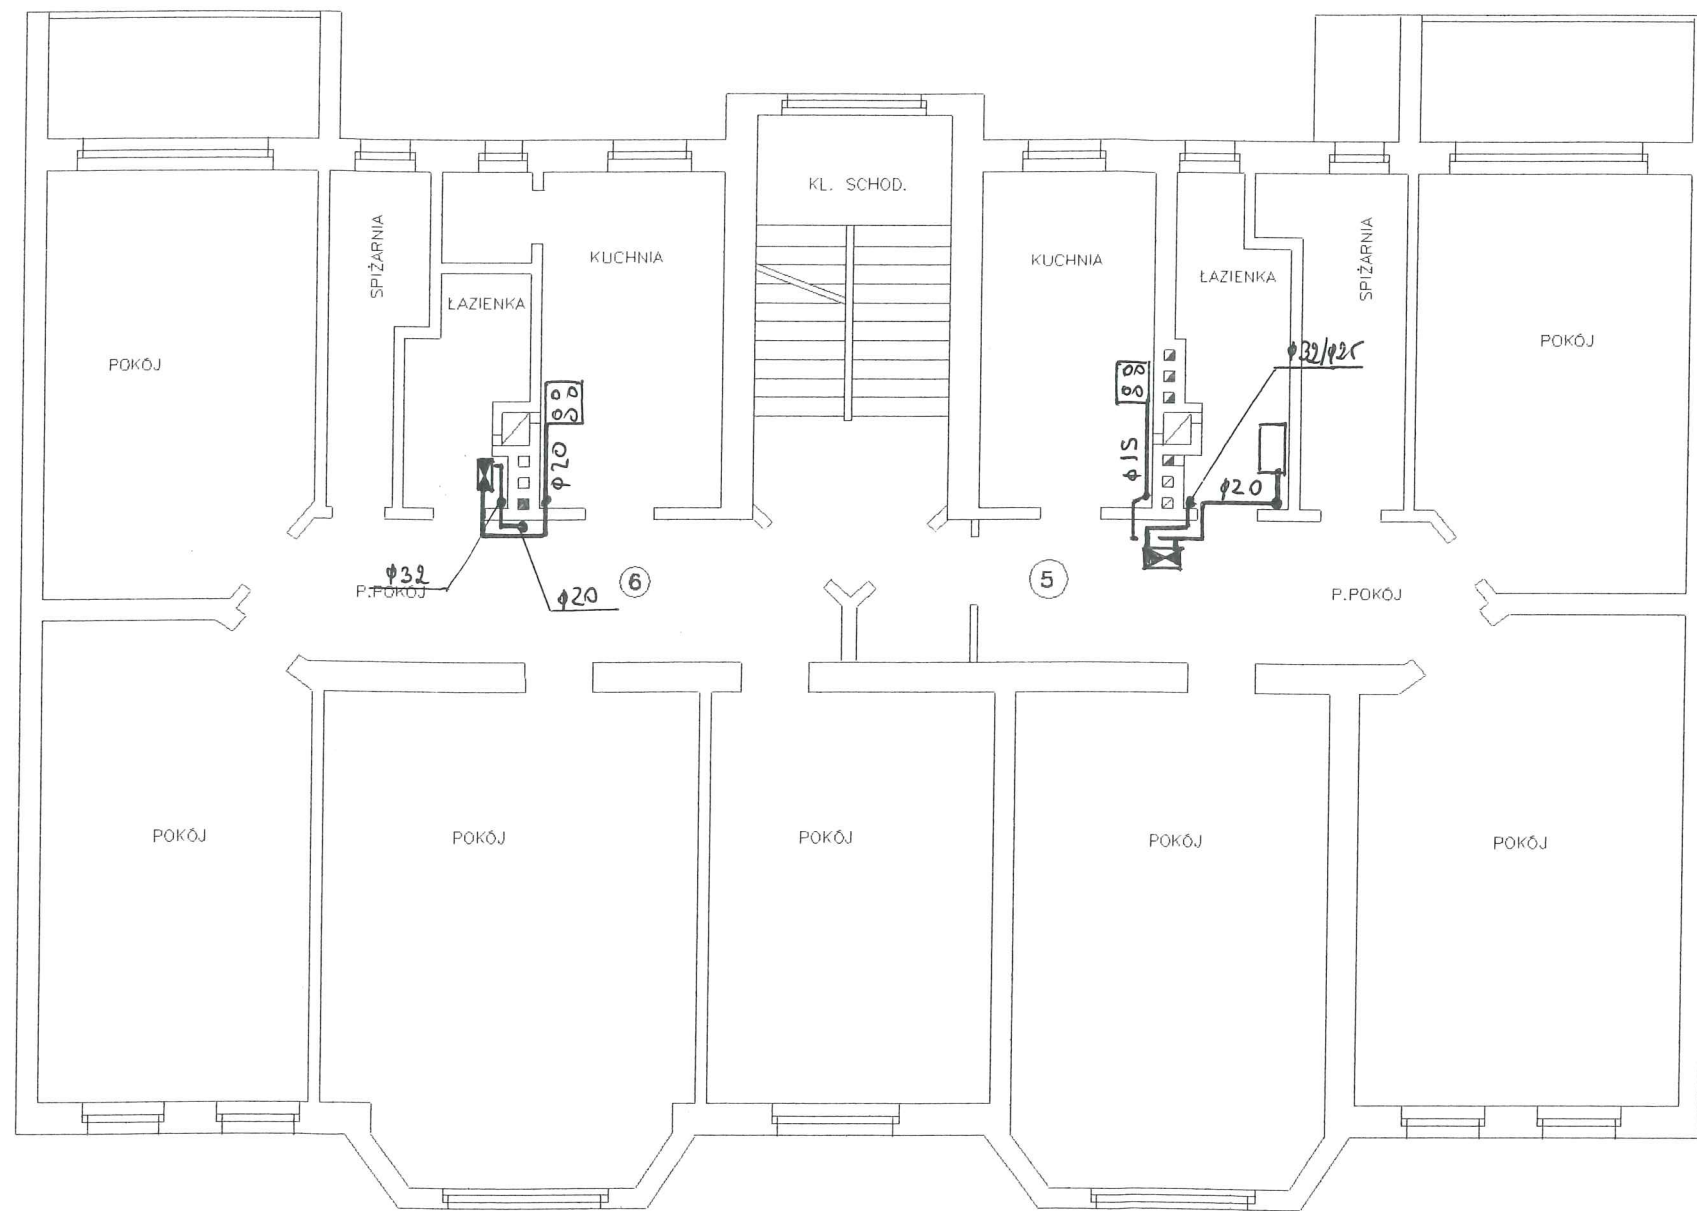 KL. SCHOD.
SPIŻARNIA
KUCHNIA
KUCHNIA
ŁAZIENKA
SPIŻARNIA
ŁAZIENKA
POKÓJ
POKÓJ
φ32/φ25
φ20
φ15
φ20
φ32
P.POKÓJ
φ20
6
5
P.POKÓJ
POKÓJ
POKÓJ
POKÓJ
POKÓJ
POKÓJ